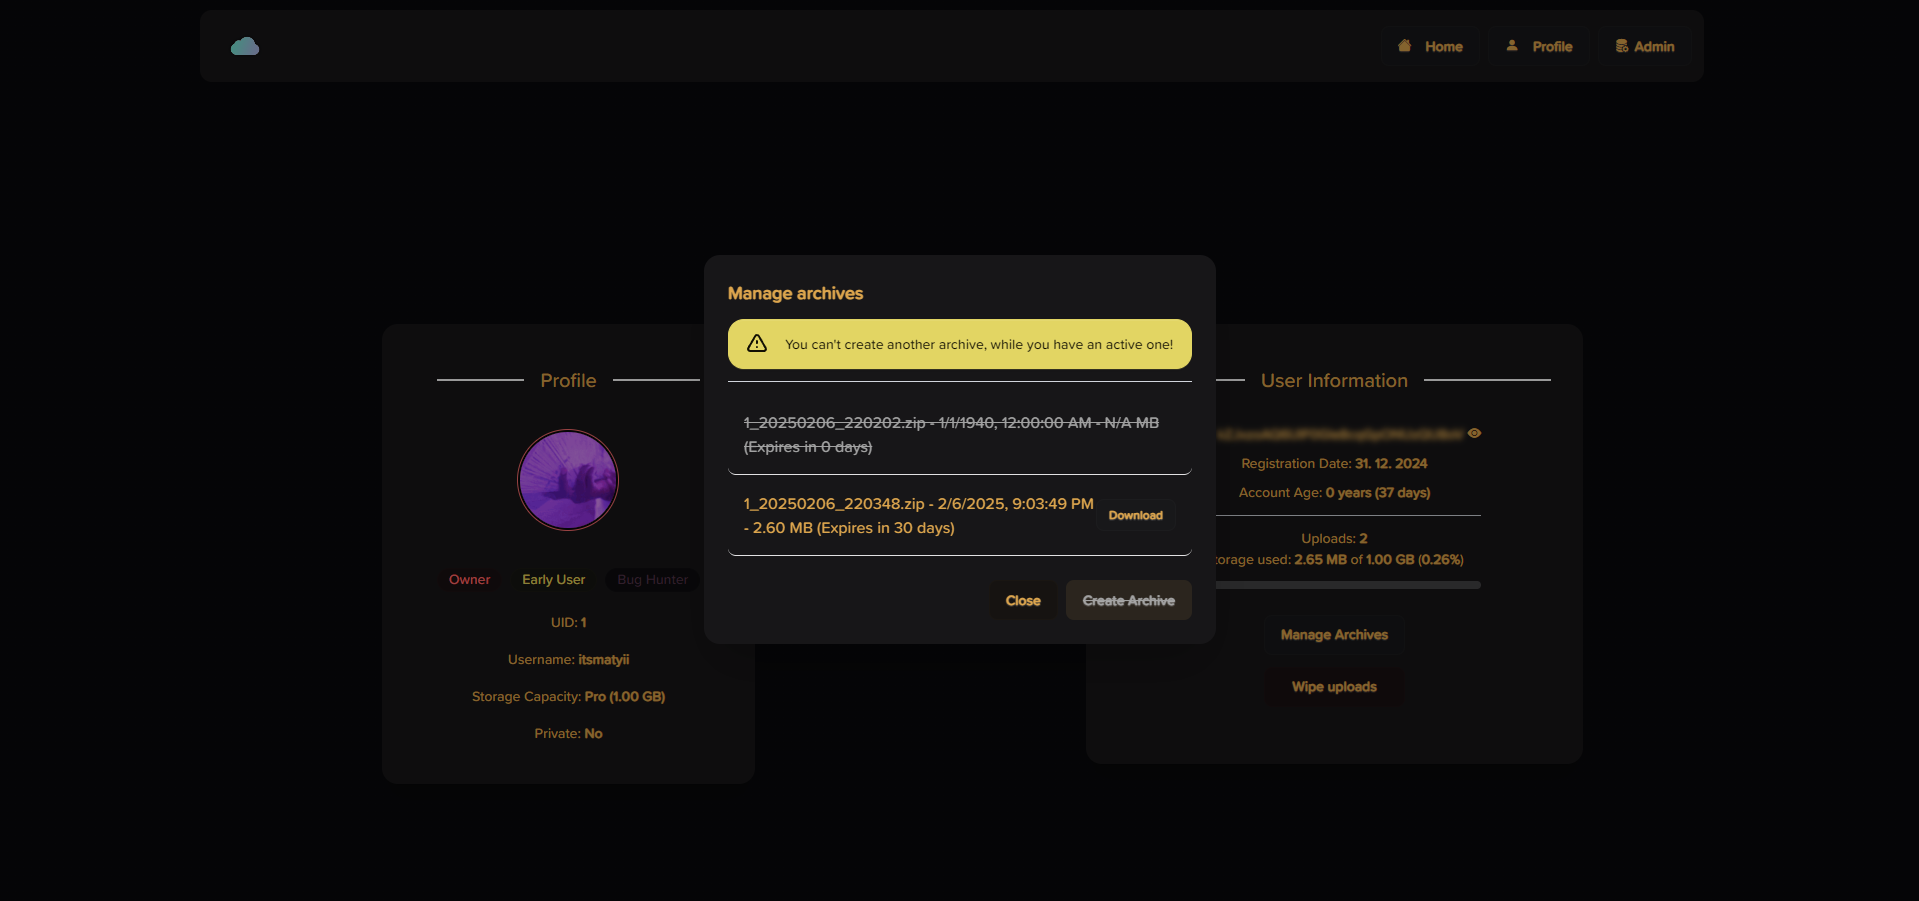 Home
Profile
Admin
Manage archives
You can't create another archive, while you have an active one!
1_20250206_220202.zip - 1/1/1940, 12:00:00 AM - N/A MB
(Expires in 0 days)
1_20250206_220348.zip - 2/6/2025, 9:03:49 PM
- 2.60 MB (Expires in 30 days)
Download
Close
Create Archive
Profile
Owner
Early User
Bug Hunter
UID: 1
Username: itsmatyii
Storage Capacity: Pro (1.00 GB)
Private: No
User Information
Registration Date: 31. 12. 2024
Account Age: 0 years (37 days)
Uploads: 2
used: 2.65 MB of 1.00 GB (0.26%)
Manage Archives
Wipe uploads